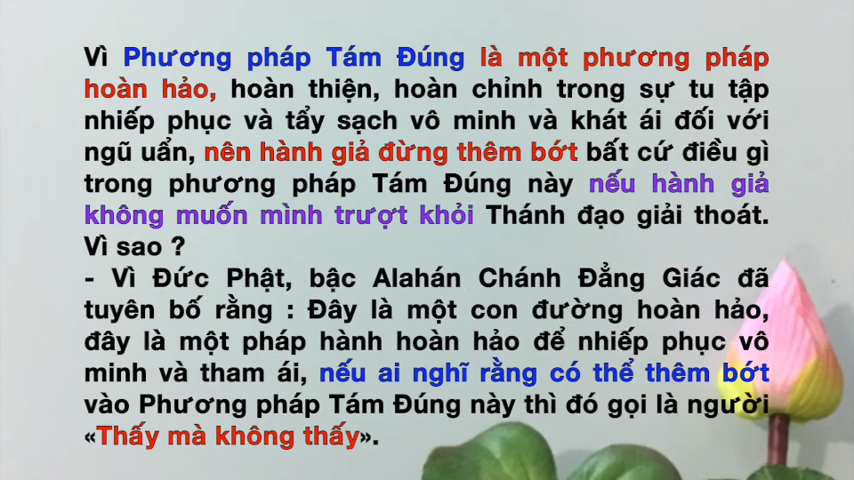 Vì Phương pháp Tám Đúng là một phương pháp
hoàn hảo, hoàn thiện, hoàn chỉnh trong sự tu tập
nhiếp phục và tẩy sạch vô minh và khát ái đối với
ngũ uẩn, nên hành giả đừng thêm bớt bất cứ điều gì
trong phương pháp Tám Đúng này nếu hành giả
không muốn mình trượt khỏi Thánh đạo giải thoát.
Vì sao ?
- Vì Đức Phật, bậc Alahán Chánh Đẳng Giác đã
tuyên bố rằng : Đây là một con đường hoàn hảo,
đây là một pháp hành hoàn hảo để nhiếp phục vô
minh và tham ái, nếu ai nghĩ rằng có thể thêm bớt
vào Phương pháp Tám Đúng này thì đó gọi là người
«Thấy mà không thấy».